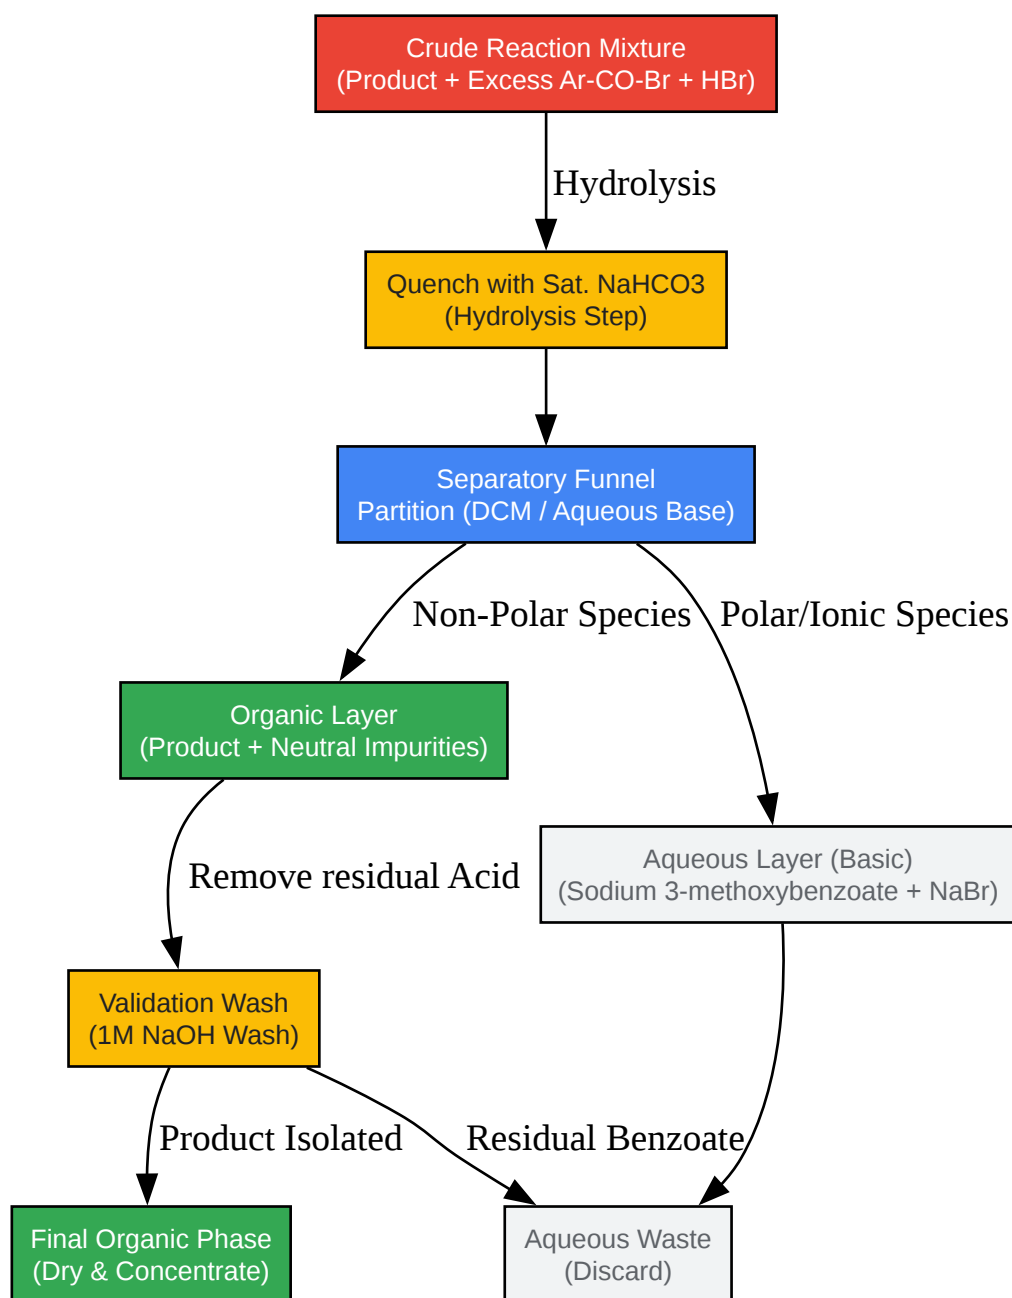 Crude Reaction Mixture
(Product + Excess Ar-CO-Br + HBr)
Hydrolysis
Quench with Sat. NaHCO3
(Hydrolysis Step)
Separatory Funnel
Partition (DCM / Aqueous Base)
Non-Polar Species
Polar/Ionic Species
Organic Layer
(Product + Neutral Impurities)
Aqueous Layer (Basic)
(Sodium 3-methoxybenzoate + NaBr)
Remove residual Acid
Validation Wash
(1M NaOH Wash)
Product Isolated
Residual Benzoate
Final Organic Phase
(Dry & Concentrate)
Aqueous Waste
(Discard)